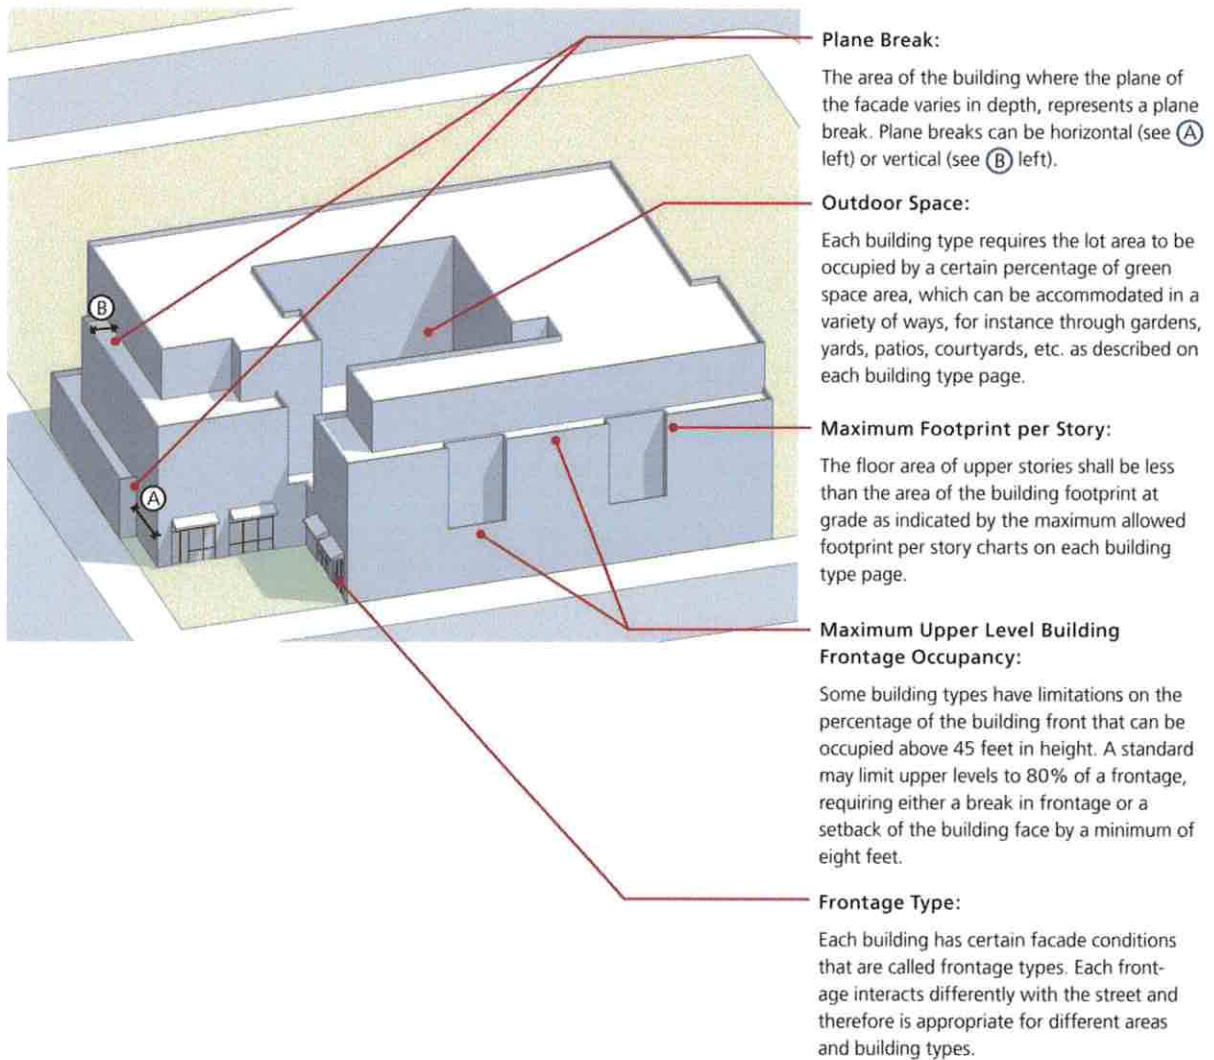 Plane Break:
The area of the building where the plane of
the facade varies in depth, represents a plane
break. Plane breaks can be horizontal (see A
left) or vertical (see B left).
Outdoor Space:
Each building type requires the lot area to be
occupied by a certain percentage of green
space area, which can be accommodated in a
variety of ways, for instance through gardens,
yards, patios, courtyards, etc. as described on
each building type page.
B
Maximum Footprint per Story:
The floor area of upper stories shall be less
than the area of the building footprint at
grade as indicated by the maximum allowed
footprint per story charts on each building
type page.
A
Maximum Upper Level Building
Frontage Occupancy:
Some building types have limitations on the
percentage of the building front that can be
occupied above 45 feet in height. A standard
may limit upper levels to 80% of a frontage,
requiring either a break in frontage or a
setback of the building face by a minimum of
eight feet.
Frontage Type:
Each building has certain facade conditions
that are called frontage types. Each front-
age interacts differently with the street and
therefore is appropriate for different areas
and building types.